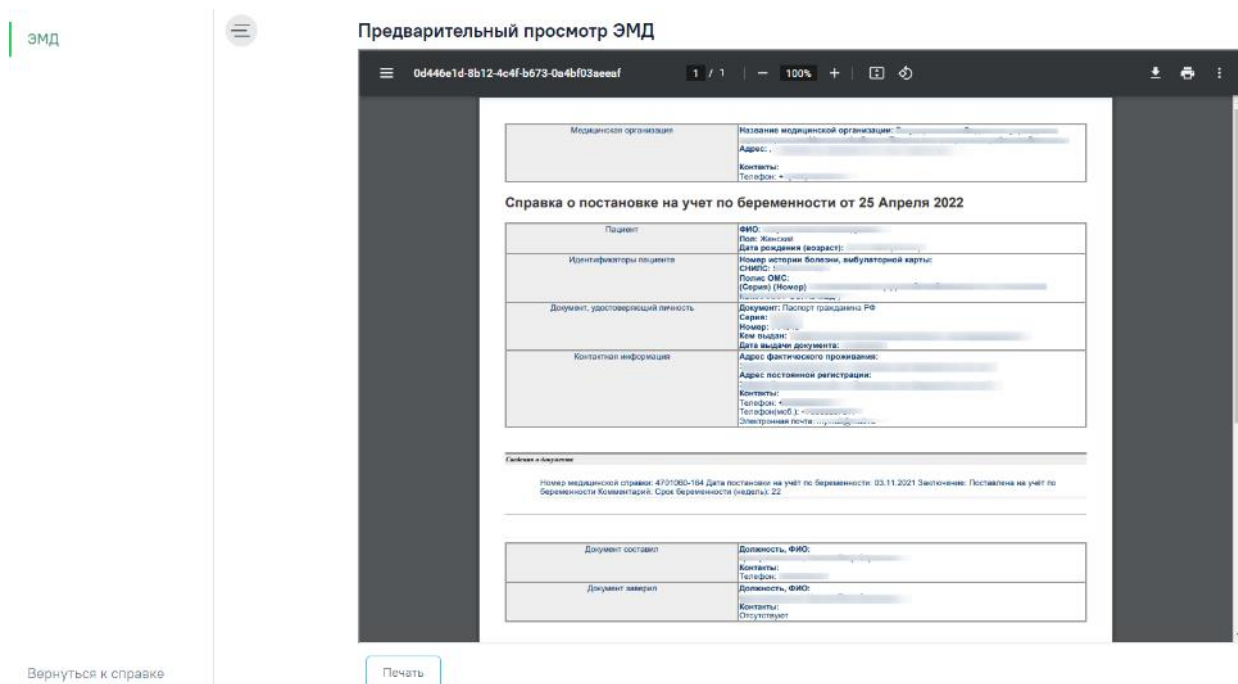 ЭМД
Предварительный просмотр ЭМД
0d446e1d-8b12-4c4f-b673-0a4bf03aeeaf 1 / 1 100%
Медицинская организация
Название медицинской организации:
Адрес: ,
Контакты:
Телефон: +
Справка о постановке на учет по беременности от 25 Апреля 2022
Пациент
ФИО:
Пол: Женский
Дата рождения (возраст):
Идентификаторы пациента
Номер истории болезни, амбулаторной карты:
СНИЛС:
Полис ОМС:
(Серия) (Номер)
Документ, удостоверяющий личность
Документ: Паспорт гражданина РФ
Серия:
Номер:
Кем выдан:
Дата выдачи документа:
Контактная информация
Адрес фактического проживания:
Адрес постоянной регистрации:
Контакты:
Телефон:
Телефон(моб.):
Электронная почта:
Сведения о документе
Номер медицинской справки: 4701060-164 Дата постановки на учёт по беременности: 03.11.2021 Заключение: Поставлена на учёт по
беременности Комментарий: Срок беременности (недель): 22
Документ составил
Должность, ФИО:
Контакты:
Телефон:
Документ заверил
Должность, ФИО:
Контакты:
Отсутствуют
Вернуться к справке
Печать